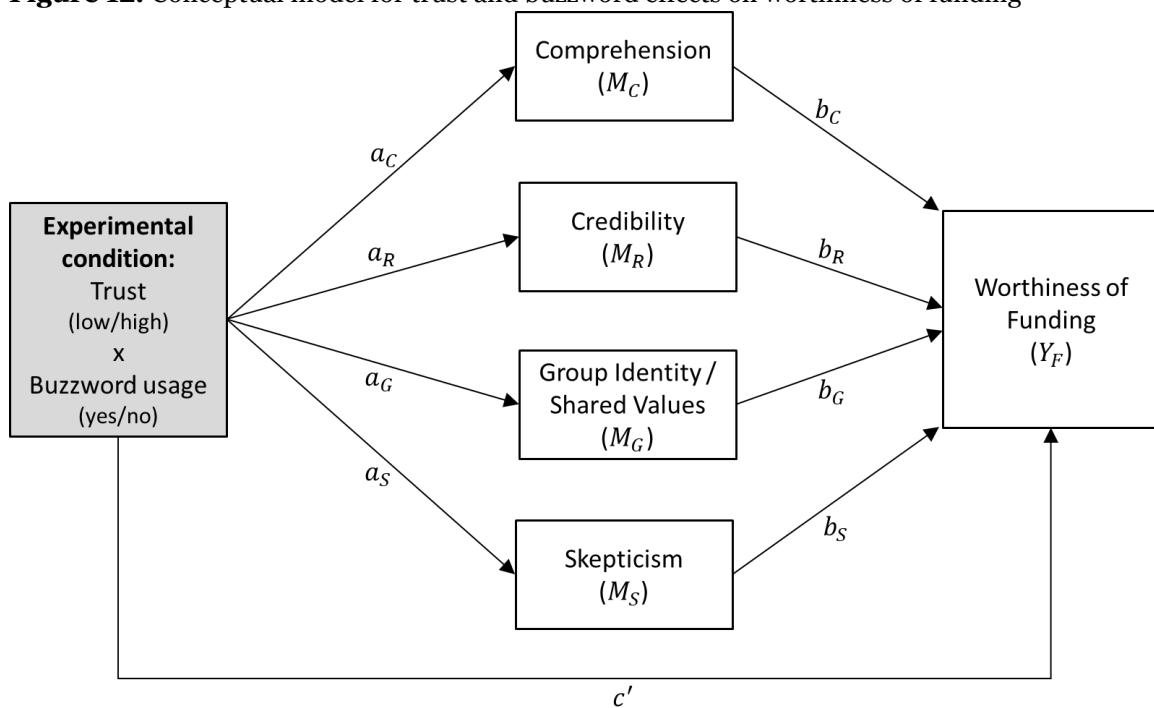 Figure 12. Conceptual model for trust and buzzword effects on worthiness of funding
Comprehension
(M_C)
b_C
a_C
Experimental
condition:
Trust
(low/high)
x
Buzzword usage
(yes/no)
Credibility
(M_R)
a_R
b_R
Worthiness of
Funding
(Y_F)
Group Identity /
Shared Values
(M_G)
a_G
b_G
a_S
Skepticism
(M_S)
b_S
c′